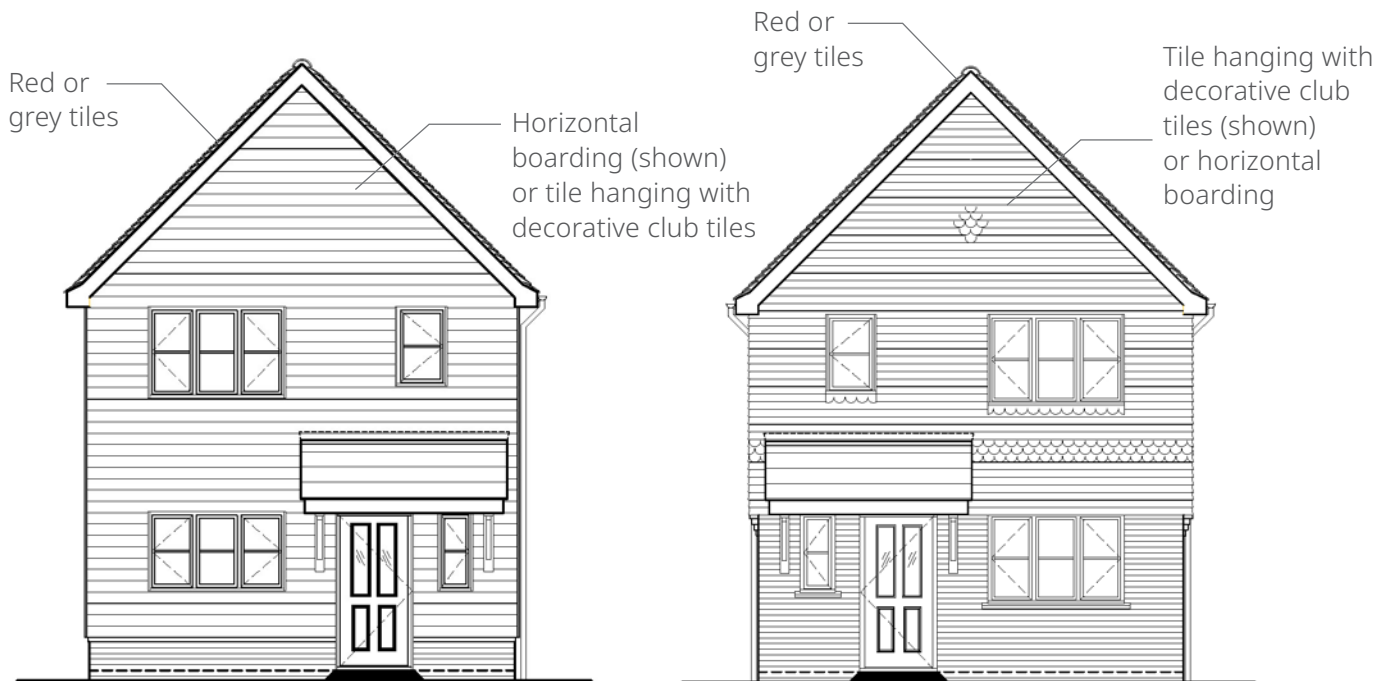 Red or
grey tiles
Horizontal
boarding (shown)
or tile hanging with
decorative club tiles
Red or
grey tiles
Tile hanging with
decorative club
tiles (shown)
or horizontal
boarding